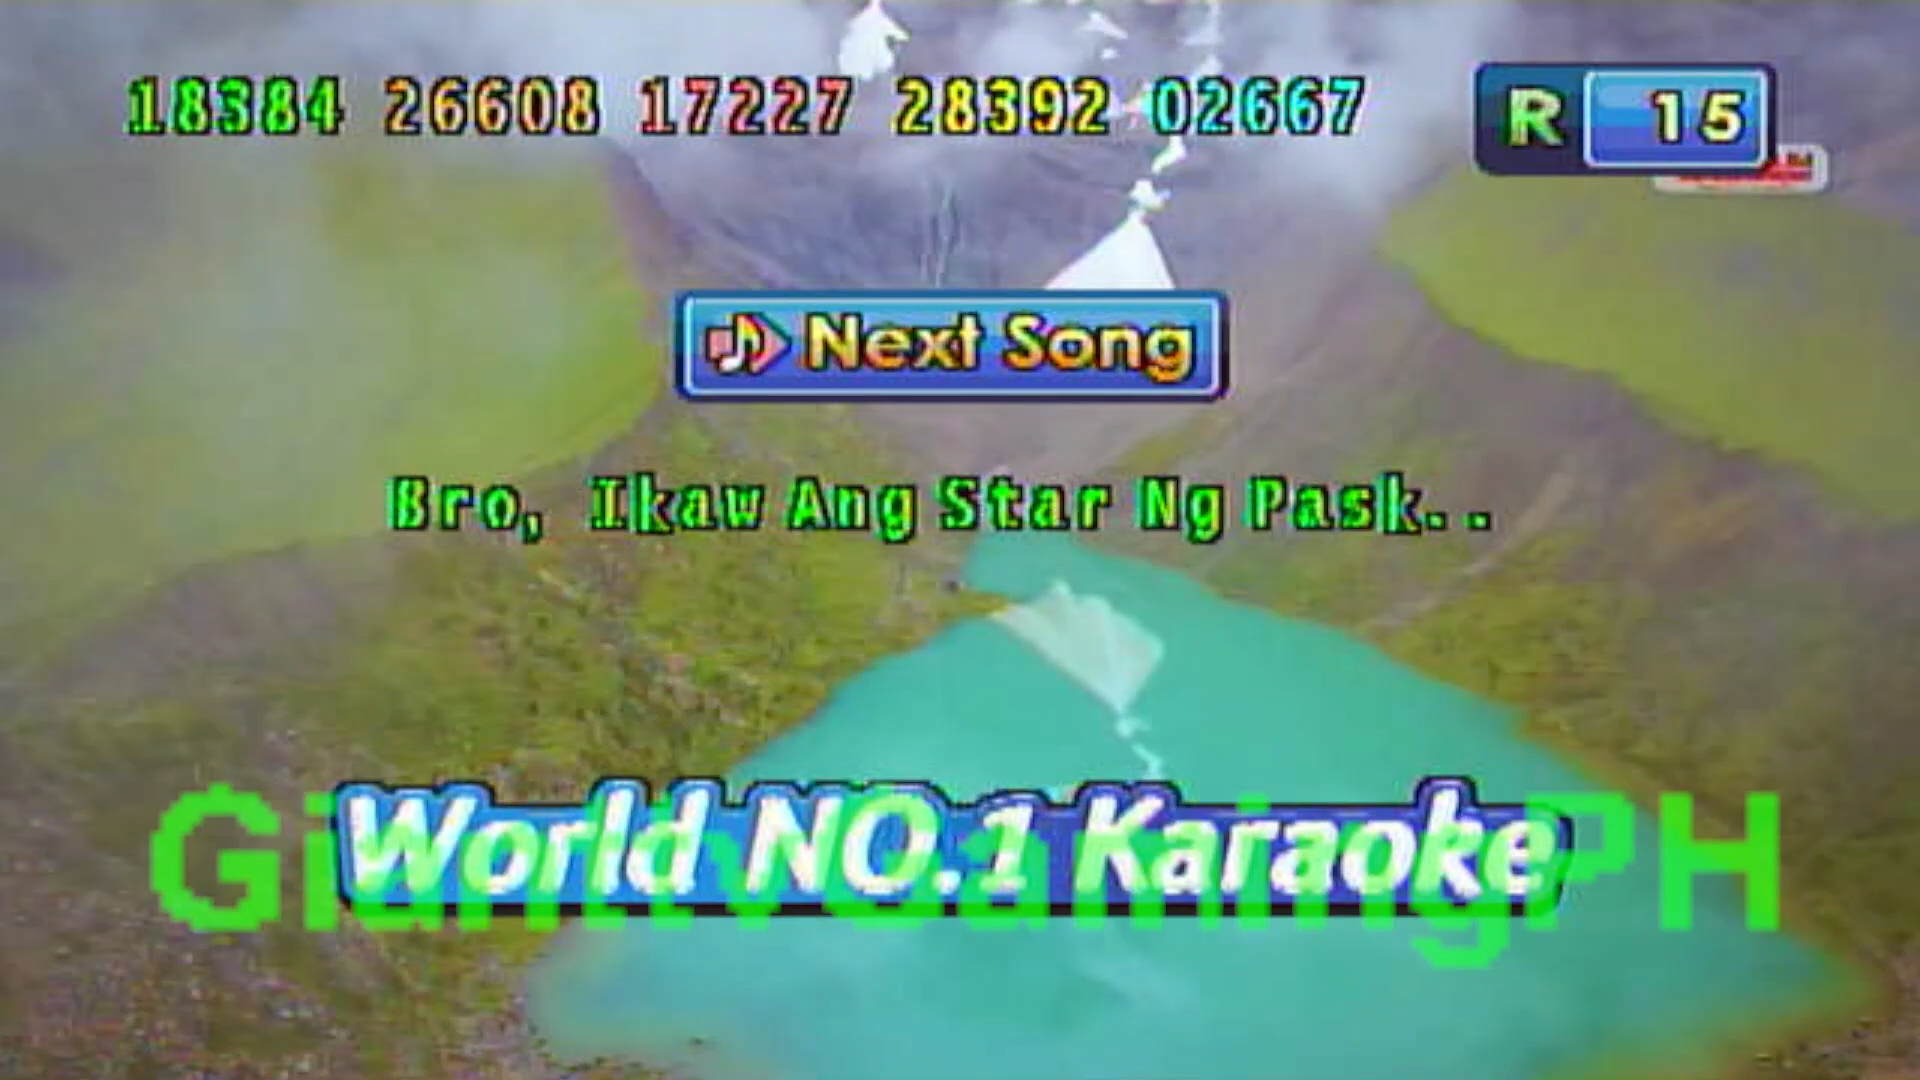 18384 26608 17227 28392 02667
R 15
Next Song
Bro, Ikaw Ang Star Ng Pask..
World NO.1 Karaoke